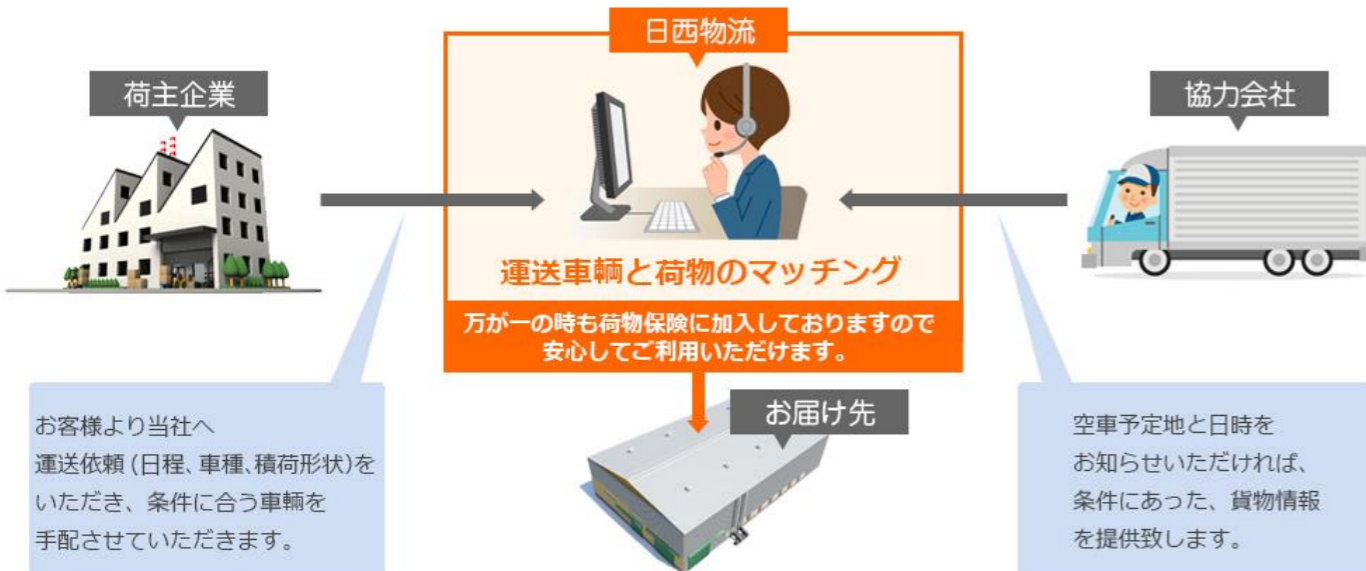 日西物流
荷主企業
協力会社
運送車輌と荷物のマッチング
万が一の時も荷物保険に加入しておりますので
安心してご利用いただけます。
お届け先
お客様より当社へ
運送依頼(日程、車種、積荷形状)を
いただき、条件に合う車輌を
手配させていただきます。
空車予定地と日時を
お知らせいただければ、
条件にあった、貨物情報
を提供致します。